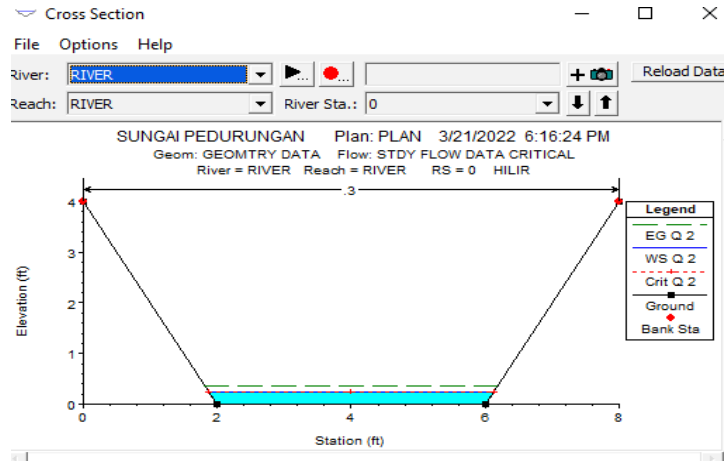 Cross Section
File Options Help
River: RIVER Reload Data
Reach: RIVER River Sta.: 0
SUNGAI PEDURUNGAN Plan: PLAN 3/21/2022 6:16:24 PM
Geom: GEOMTRY DATA Flow: STDY FLOW DATA CRITICAL
River = RIVER Reach = RIVER RS = 0 HILIR
.3
Legend
EG Q 2
WS Q 2
Crit Q 2
Ground
Bank Sta
Elevation (ft)
4
3
2
1
0
0 2 4 6 8
Station (ft)